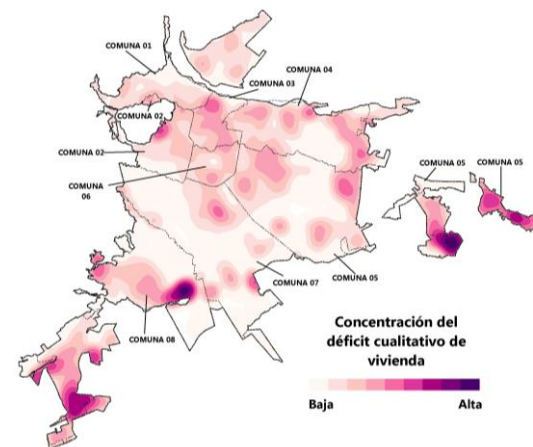 COMUNA 01
COMUNA 04
COMUNA 03
COMUNA 02
COMUNA 02
COMUNA
06
COMUNA 05
COMUNA 05
COMUNA 05
COMUNA 07
COMUNA 08
Concentración del
déficit cualitativo de
vivienda
Baja Alta